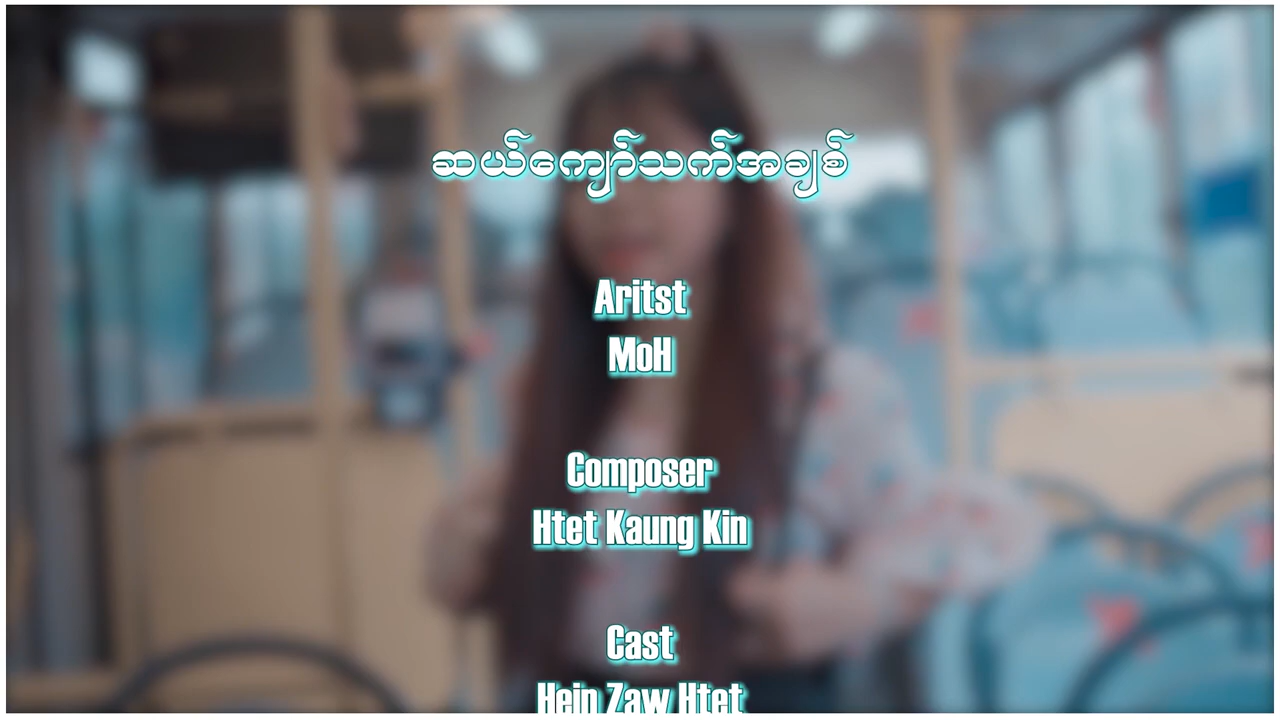 ဆယ်ကျော်သက်အချစ်
Aritst
MoH
Composer
Htet Kaung Kin
Cast
Hein Zaw Htet